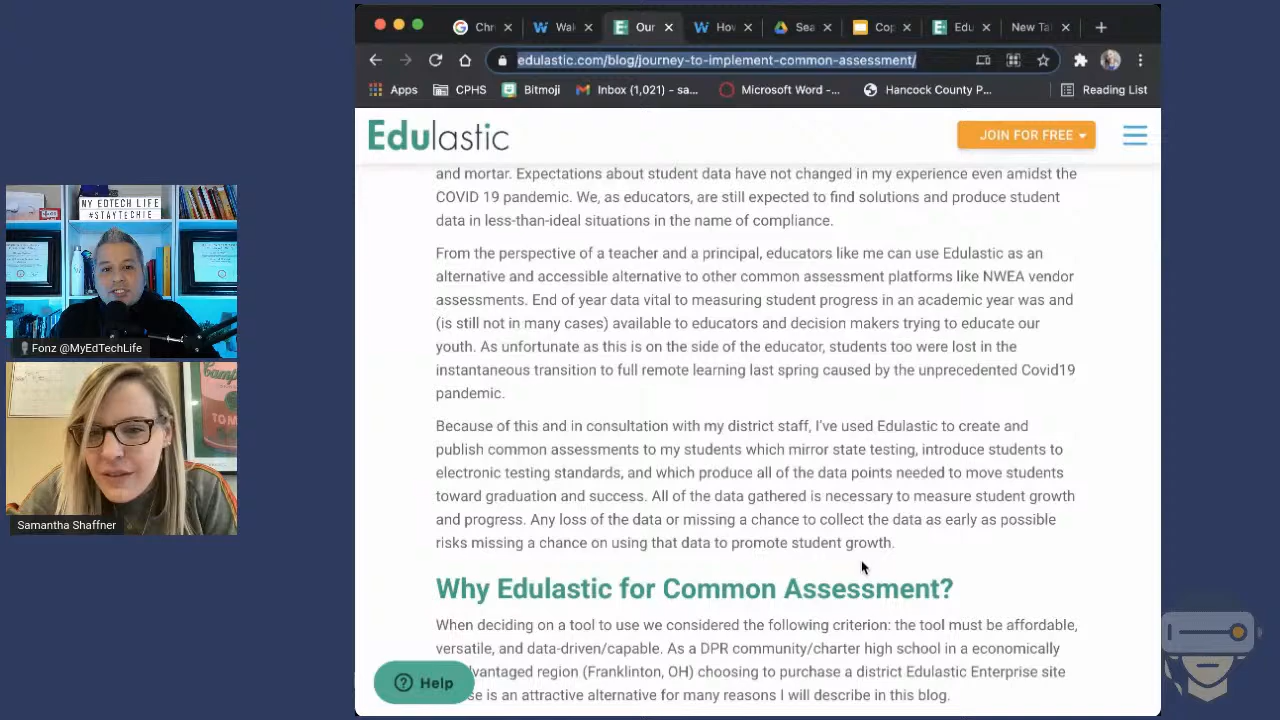 Chr
Wal
Our
How
Sea
Cop
Edu
New Ta
edulastic.com/blog/journey-to-implement-common-assessment/
Apps
CPHS
Bitmoji
Inbox (1,021) - sa...
Microsoft Word -...
Hancock County P...
Reading List
Edulastic
JOIN FOR FREE
and mortar. Expectations about student data have not changed in my experience even amidst the
COVID 19 pandemic. We, as educators, are still expected to find solutions and produce student
data in less-than-ideal situations in the name of compliance.
From the perspective of a teacher and a principal, educators like me can use Edulastic as an
alternative and accessible alternative to other common assessment platforms like NWEA vendor
assessments. End of year data vital to measuring student progress in an academic year was and
(is still not in many cases) available to educators and decision makers trying to educate our
youth. As unfortunate as this is on the side of the educator, students too were lost in the
instantaneous transition to full remote learning last spring caused by the unprecedented Covid19
pandemic.
Because of this and in consultation with my district staff, I've used Edulastic to create and
publish common assessments to my students which mirror state testing, introduce students to
electronic testing standards, and which produce all of the data points needed to move students
toward graduation and success. All of the data gathered is necessary to measure student growth
and progress. Any loss of the data or missing a chance to collect the data as early as possible
risks missing a chance on using that data to promote student growth.
Why Edulastic for Common Assessment?
When deciding on a tool to use we considered the following criterion: the tool must be affordable,
versatile, and data-driven/capable. As a DPR community/charter high school in a economically
advantaged region (Franklinton, OH) choosing to purchase a district Edulastic Enterprise site
se is an attractive alternative for many reasons I will describe in this blog.
Help
MY EDTECH LIFE
#STAYTECHIE
Fonz @MyEdTechLife
Campbell
TOM
Samantha Shaffner